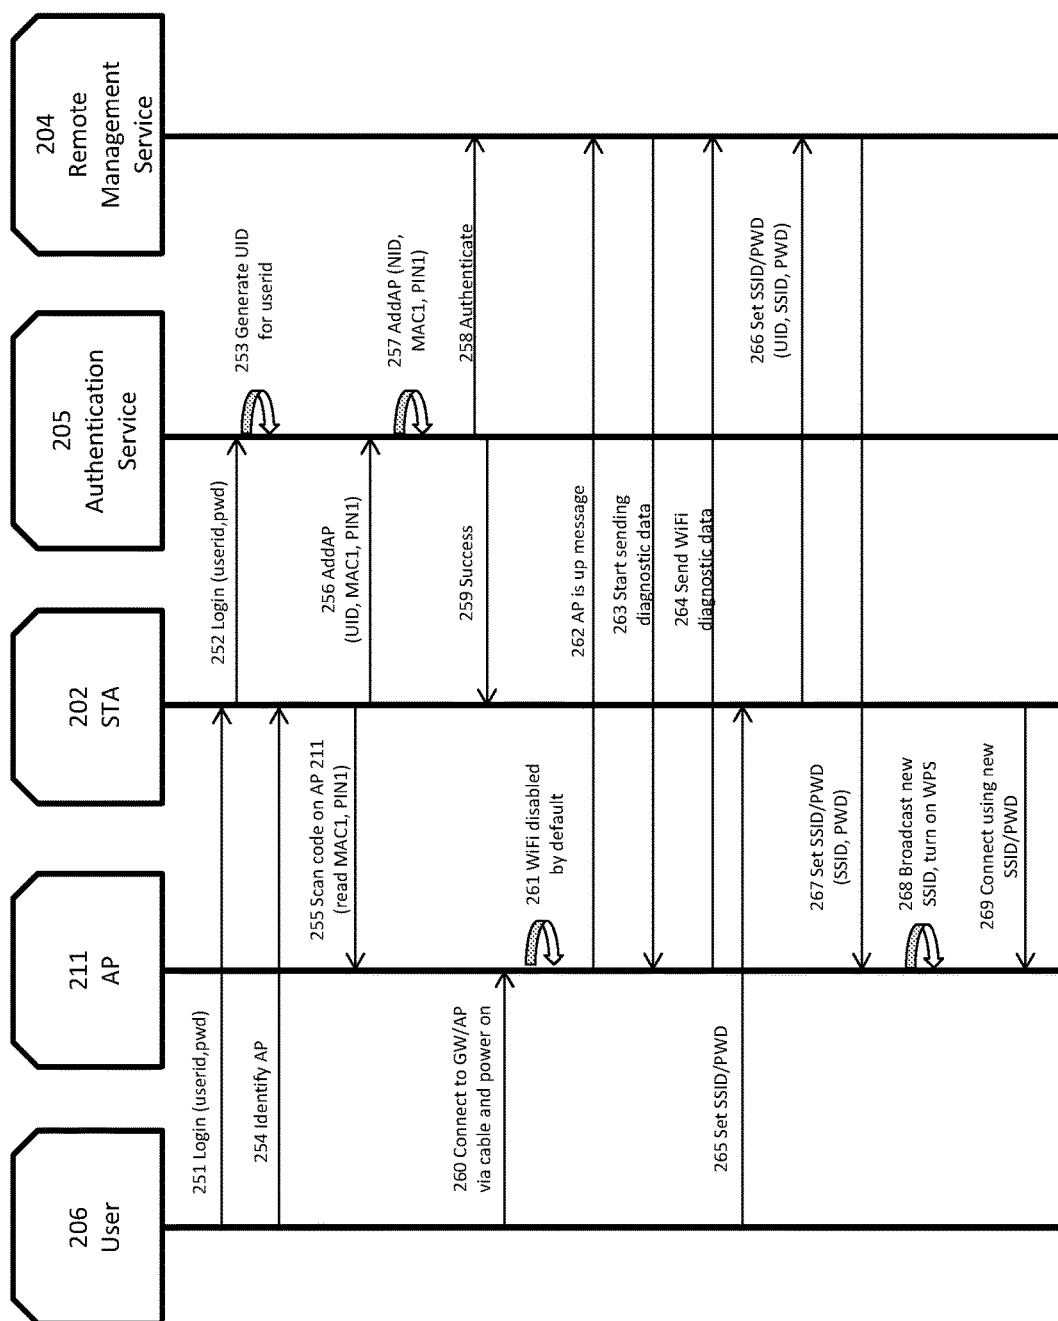 206
User
211
AP
202
STA
205
Authentication
Service
204
Remote
Management
Service
251 Login (userid,pwd)
252 Login (userid,pwd)
253 Generate UID
for userid
254 Identify AP
255 Scan code on AP 211
(read MAC1, PIN1)
256 AddAP
(UID, MAC1, PIN1)
257 AddAP (NID,
MAC1, PIN1)
258 Authenticate
259 Success
260 Connect to GW/AP
via cable and power on
261 WiFi disabled
by default
262 AP is up message
263 Start sending
diagnostic data
264 Send WiFi
diagnostic data
265 Set SSID/PWD
266 Set SSID/PWD
(UID, SSID, PWD)
267 Set SSID/PWD
(SSID, PWD)
268 Broadcast new
SSID, turn on WPS
269 Connect using new
SSID/PWD